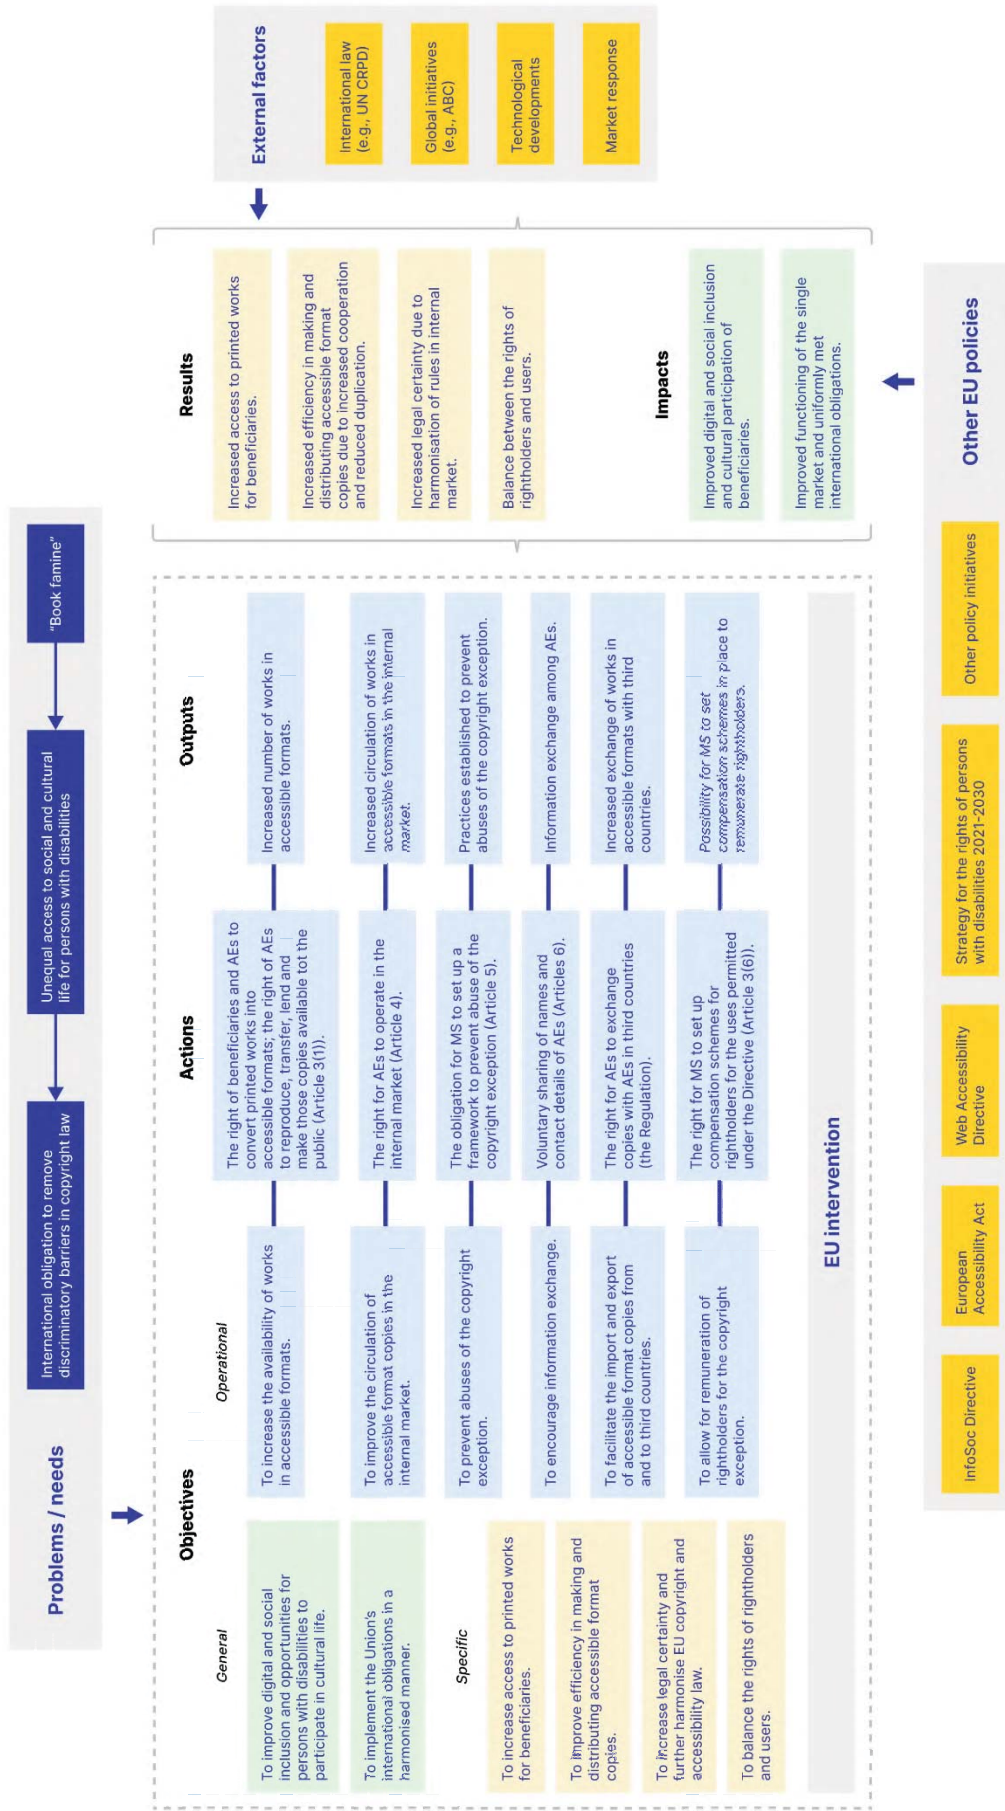 Problems / needs
International obligation to remove
discriminatory barriers in copyright law
Unequal access to social and cultural
life for persons with disabilities
"Book famine"
Objectives
General
To improve digital and social
inclusion and opportunities for
persons with disabilities to
participate in cultural life.
To implement the Union's
international obligations in a
harmonised manner.
Specific
To increase access to printed works
for beneficiaries.
To improve efficiency in making and
distributing accessible format
copies.
To increase legal certainty and
further harmonise EU copyright and
accessibility law.
To balance the rights of rightholders
and users.
Operational
To increase the availability of works
in accessible formats.
To improve the circulation of
accessible format copies in the
internal market.
To prevent abuses of the copyright
exception.
To encourage information exchange.
To facilitate the import and export
of accessible format copies from
and to third countries.
To allow for remuneration of
rightholders for the copyright
exception.
Actions
The right of beneficiaries and AEs to
convert printed works into
accessible formats; the right of AEs
to reproduce, transfer, lend and
make those copies available tot the
public (Article 3(1)).
The right for AEs to operate in the
internal market (Article 4).
The obligation for MS to set up a
framework to prevent abuse of the
copyright exception (Article 5).
Voluntary sharing of names and
contact details of AEs (Articles 6).
The right for AEs to exchange
copies with AEs in third countries
(the Regulation).
The right for MS to set up
compensation schemes for
rightholders for the uses permitted
under the Directive (Article 3(6)).
Outputs
Increased number of works in
accessible formats.
Increased circulation of works in
accessible formats in the internal
market.
Practices established to prevent
abuses of the copyright exception.
Information exchange among AEs.
Increased exchange of works in
accessible formats with third
countries.
Possibility for MS to set
compensation schemes in place to
remunerate rightholders.
EU intervention
Results
Increased access to printed works
for beneficiaries.
Increased efficiency in making and
distributing accessible format
copies due to increased cooperation
and reduced duplication.
Increased legal certainty due to
harmonisation of rules in internal
market.
Balance between the rights of
rightholders and users.
Impacts
Improved digital and social inclusion
and cultural participation of
beneficiaries.
Improved functioning of the single
market and uniformly met
international obligations.
External factors
International law
(e.g., UN CRPD)
Global initiatives
(e.g., ABC)
Technological
developments
Market response
InfoSoc Directive
European
Accessibility Act
Web Accessibility
Directive
Strategy for the rights of persons
with disabilities 2021-2030
Other policy initiatives
Other EU policies